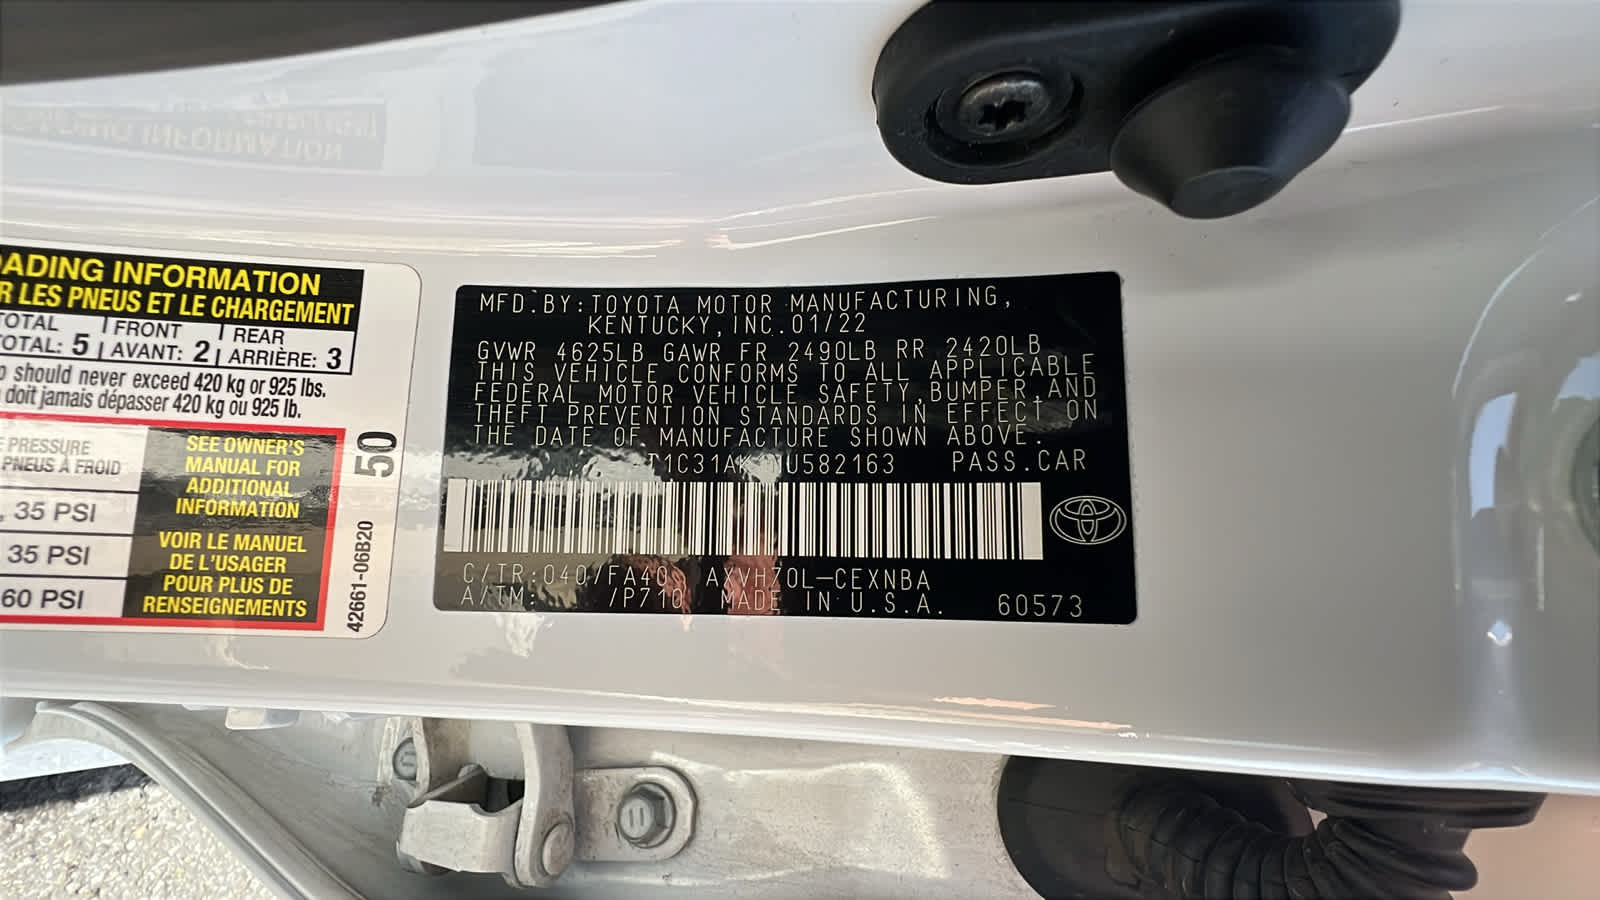 ADING INFORMATION
R LES PNEUS ET LE CHARGEMENT
TOTAL FRONT REAR
TOTAL: 5 AVANT: 2 ARRIÈRE: 3
should never exceed 420 kg or 925 lbs.
doit jamais dépasser 420 kg ou 925 lb.
PRESSURE
PNEUS À FROID
, 35 PSI
35 PSI
60 PSI
SEE OWNER'S
MANUAL FOR
ADDITIONAL
INFORMATION
VOIR LE MANUEL
DE L'USAGER
POUR PLUS DE
RENSEIGNEMENTS
42661-06B20
50
MFD. BY: TOYOTA MOTOR MANUFACTURING,
KENTUCKY, INC. 01/22
GVWR 4625LB GAWR FR 2490LB RR 2420LB
THIS VEHICLE CONFORMS TO ALL APPLICABLE
FEDERAL MOTOR VEHICLE SAFETY, BUMPER, AND
THEFT PREVENTION STANDARDS IN EFFECT ON
THE DATE OF MANUFACTURE SHOWN ABOVE.
PASS.CAR
C/TR: 040/FA40 AXVH70L-CEXNBA
A/TM: /P710 MADE IN U.S.A. 60573